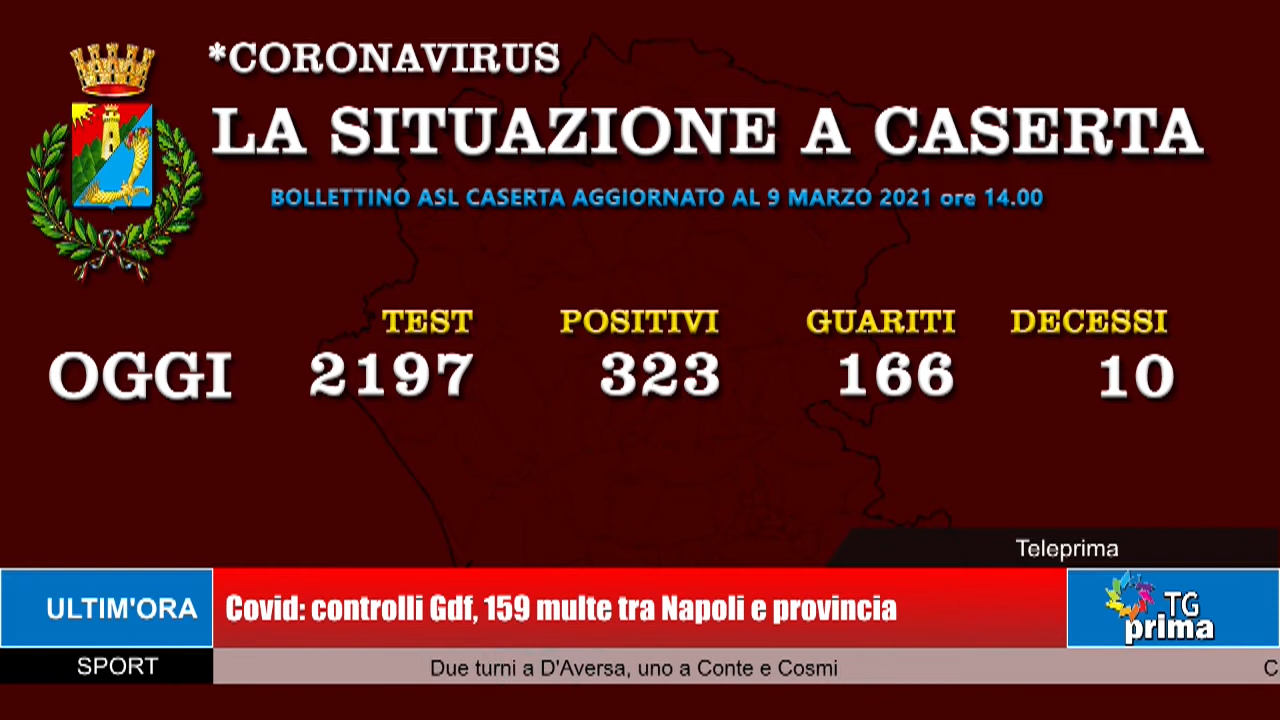 *CORONAVIRUS
LA SITUAZIONE A CASERTA
BOLLETTINO ASL CASERTA AGGIORNATO AL 9 MARZO 2021 ore 14.00
TEST POSITIVI GUARITI DECESSI
OGGI 2197 323 166 10
Teleprima
ULTIM'ORA Covid: controlli Gdf, 159 multe tra Napoli e provincia
TG
prima
SPORT Due turni a D'Aversa, uno a Conte e Cosmi C